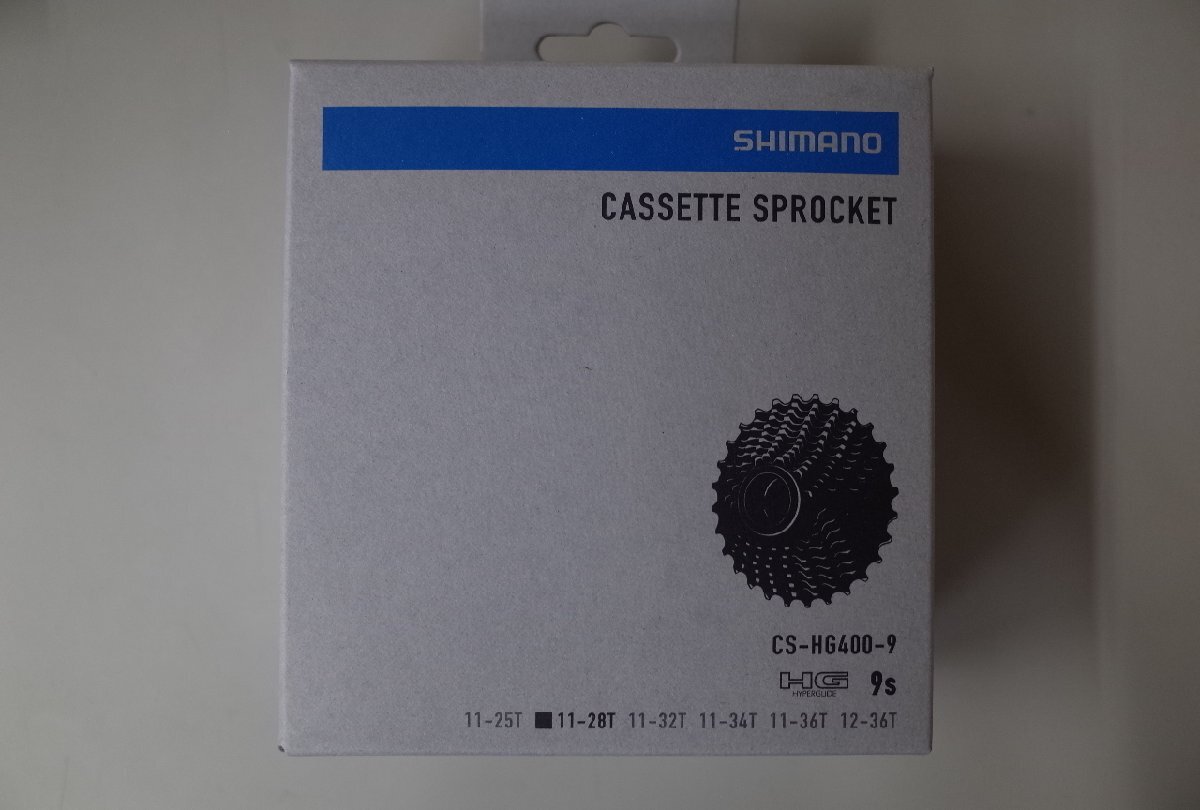 SHIMANO
CASSETTE SPROCKET
CS-HG400-9
HG 9s
HYPERGLIDE
11-25T ■11-28T 11-32T 11-34T 11-36T 12-36T